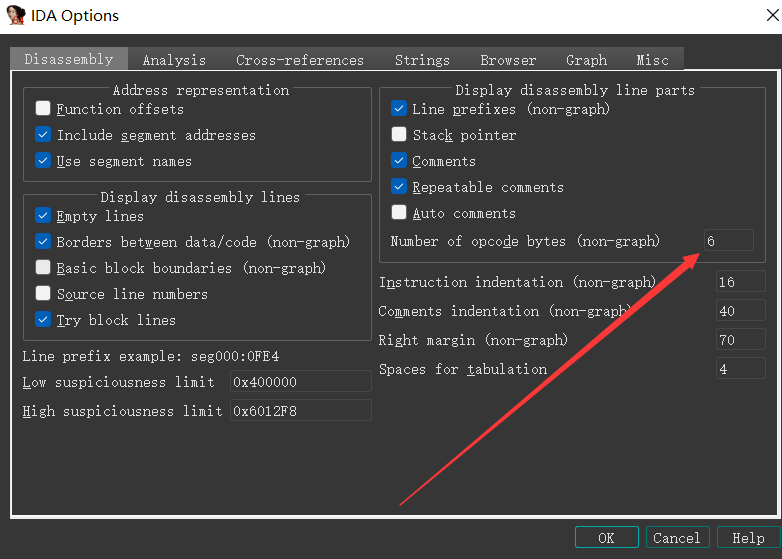 IDA Options
Disassembly Analysis Cross-references Strings Browser Graph Misc
Address representation
Function offsets
Include segment addresses
Use segment names
Display disassembly lines
Empty lines
Borders between data/code (non-graph)
Basic block boundaries (non-graph)
Source line numbers
Try block lines
Line prefix example: seg000:0FE4
Low suspiciousness limit 0x400000
High suspiciousness limit 0x6012F8
Display disassembly line parts
Line prefixes (non-graph)
Stack pointer
Comments
Repeatable comments
Auto comments
Number of opcode bytes (non-graph) 6
Instruction indentation (non-graph) 16
Comments indentation (non-graph) 40
Right margin (non-graph) 70
Spaces for tabulation 4
OK Cancel Help